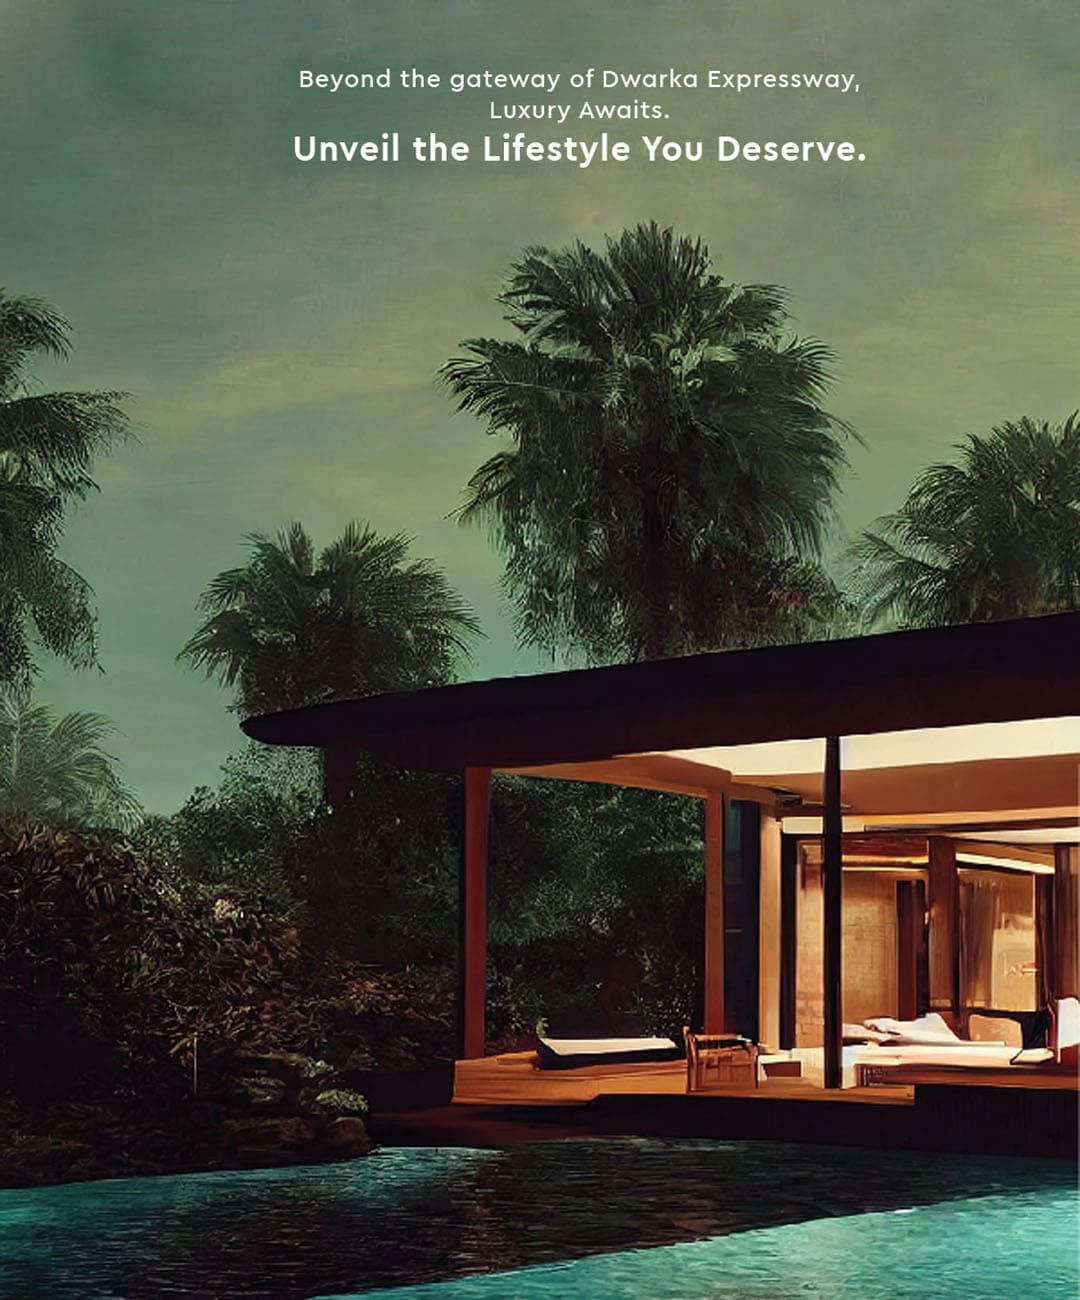 Beyond the gateway of Dwarka Expressway,
Luxury Awaits.
Unveil the Lifestyle You Deserve.